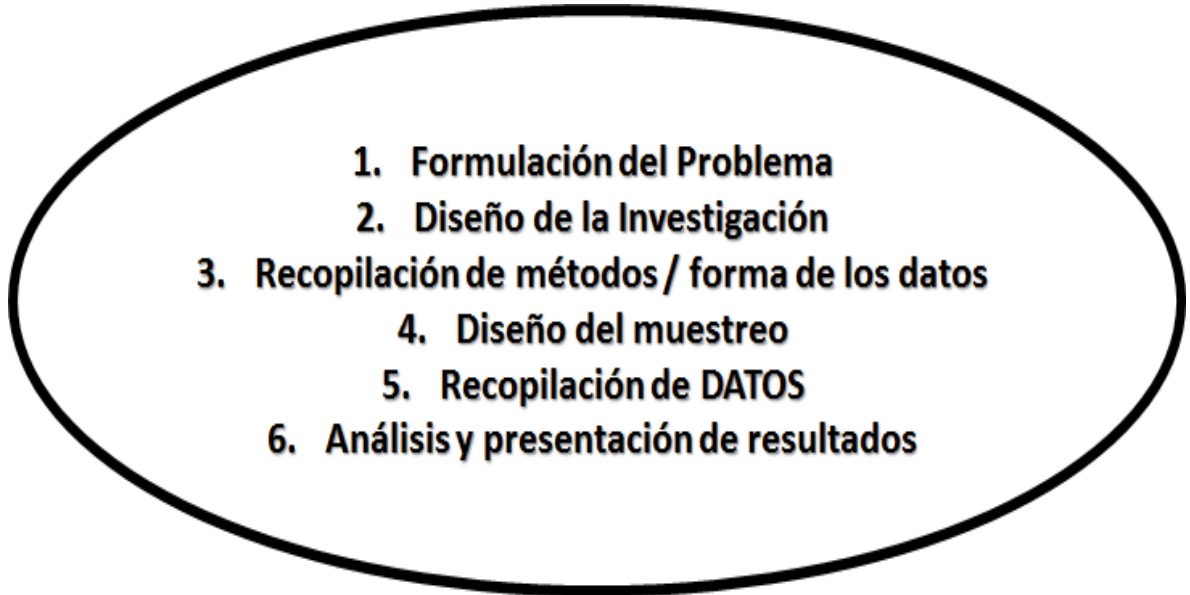 1. Formulación del Problema
2. Diseño de la Investigación
3. Recopilación de métodos / forma de los datos
4. Diseño del muestreo
5. Recopilación de DATOS
6. Análisis y presentación de resultados